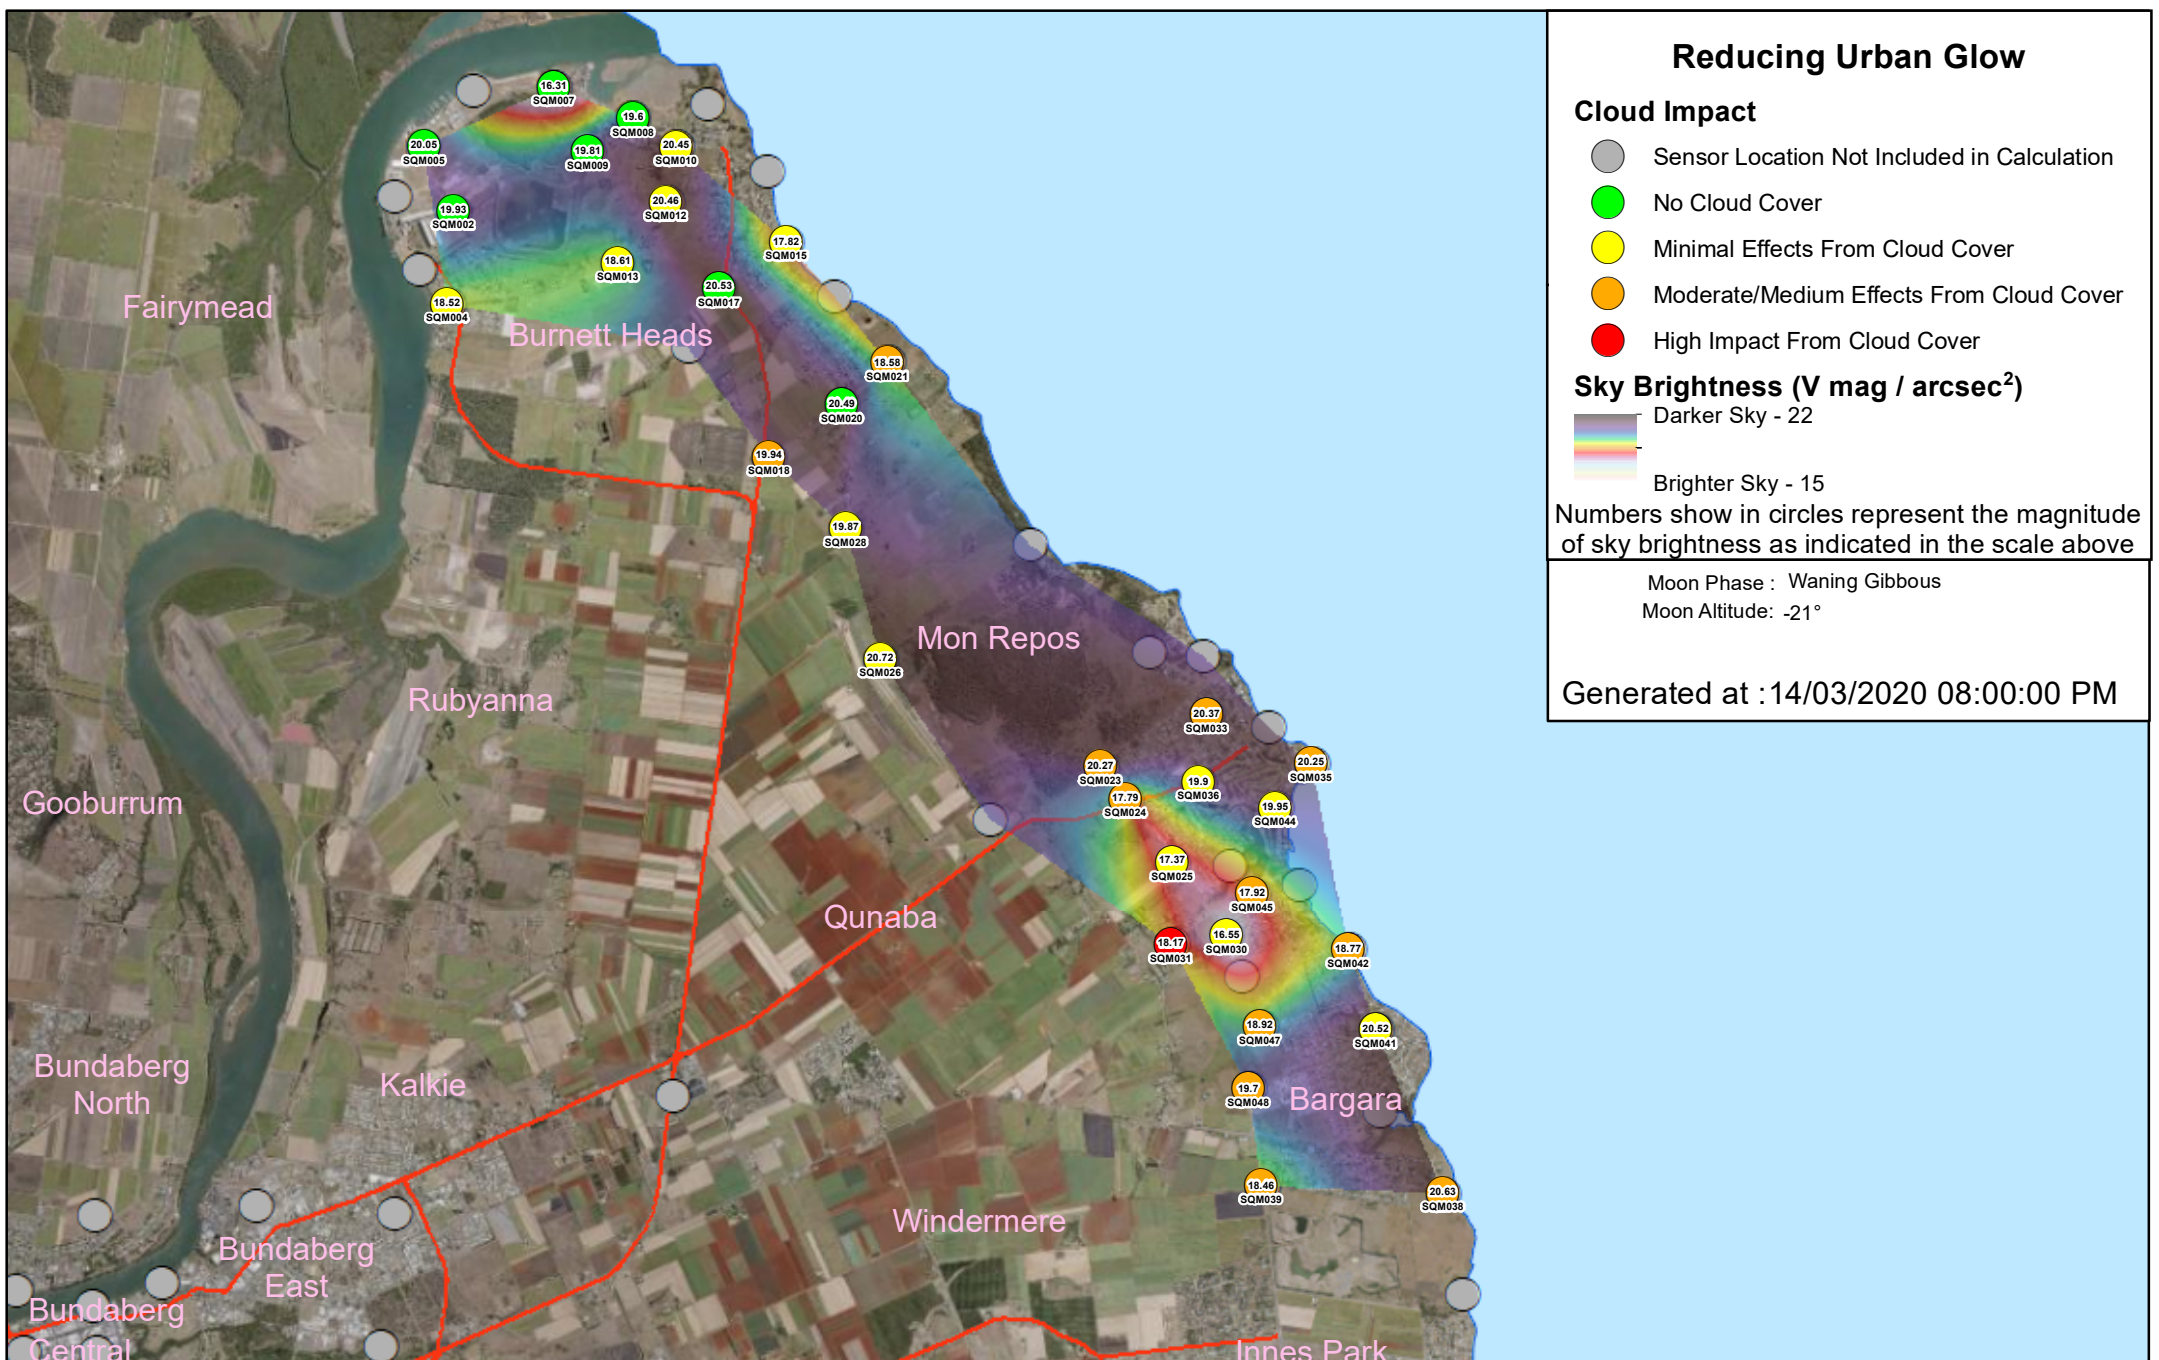 Reducing Urban Glow
Cloud Impact
Sensor Location Not Included in Calculation
No Cloud Cover
Minimal Effects From Cloud Cover
Moderate/Medium Effects From Cloud Cover
High Impact From Cloud Cover
Sky Brightness (V mag / arcsec²)
Darker Sky - 22
Brighter Sky - 15
Numbers show in circles represent the magnitude
of sky brightness as indicated in the scale above
Moon Phase : Waning Gibbous
Moon Altitude: -21°
Generated at :14/03/2020 08:00:00 PM
16.31
SQM007
19.6
SQM008
20.05
SQM005
19.81
SQM009
20.45
SQM010
19.93
SQM002
20.46
SQM012
17.82
SQM015
18.61
SQM013
20.53
SQM017
18.52
SQM004
Fairymead
Burnett Heads
18.58
SQM021
20.49
SQM020
19.94
SQM018
19.87
SQM028
Mon Repos
20.72
SQM026
Rubyanna
20.37
SQM033
20.27
SQM023
20.25
SQM035
19.9
SQM036
17.79
SQM024
19.95
SQM044
Gooburrum
17.37
SQM025
17.92
SQM045
Qunaba
16.55
SQM030
18.17
SQM031
18.77
SQM042
18.92
SQM047
20.52
SQM041
Bundaberg
North
Kalkie
19.7
SQM048
Bargara
18.46
SQM039
20.63
SQM038
Windermere
Bundaberg
East
Bundaberg
Central
Innes Park